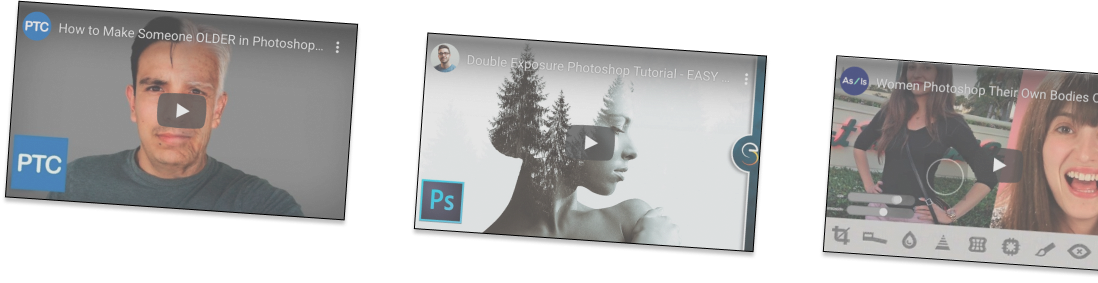 PTC
How to Make Someone OLDER in Photoshop...
PTC
Double Exposure Photoshop Tutorial - EASY ...
Ps
As/Is
Women Photoshop Their Own Bodies